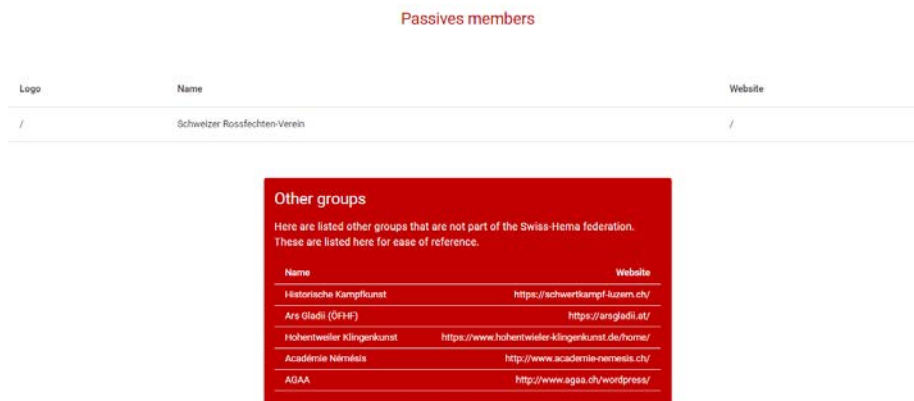 Passives members
Logo Name Website
/ Schweizer Rossfechten-Verein /
Other groups
Here are listed other groups that are not part of the Swiss-Hema federation.
These are listed here for ease of reference.
Name Website
Historische Kampfkunst https://schwertkampf-luzern.ch/
Ars Gladii (ÖFHF) https://arsgladii.at/
Hohentweiler Klingenkunst https://www.hohentwieler-klingenkunst.de/home/
Académie Némésis http://www.academie-nemesis.ch/
AGAA http://www.agaa.ch/wordpress/